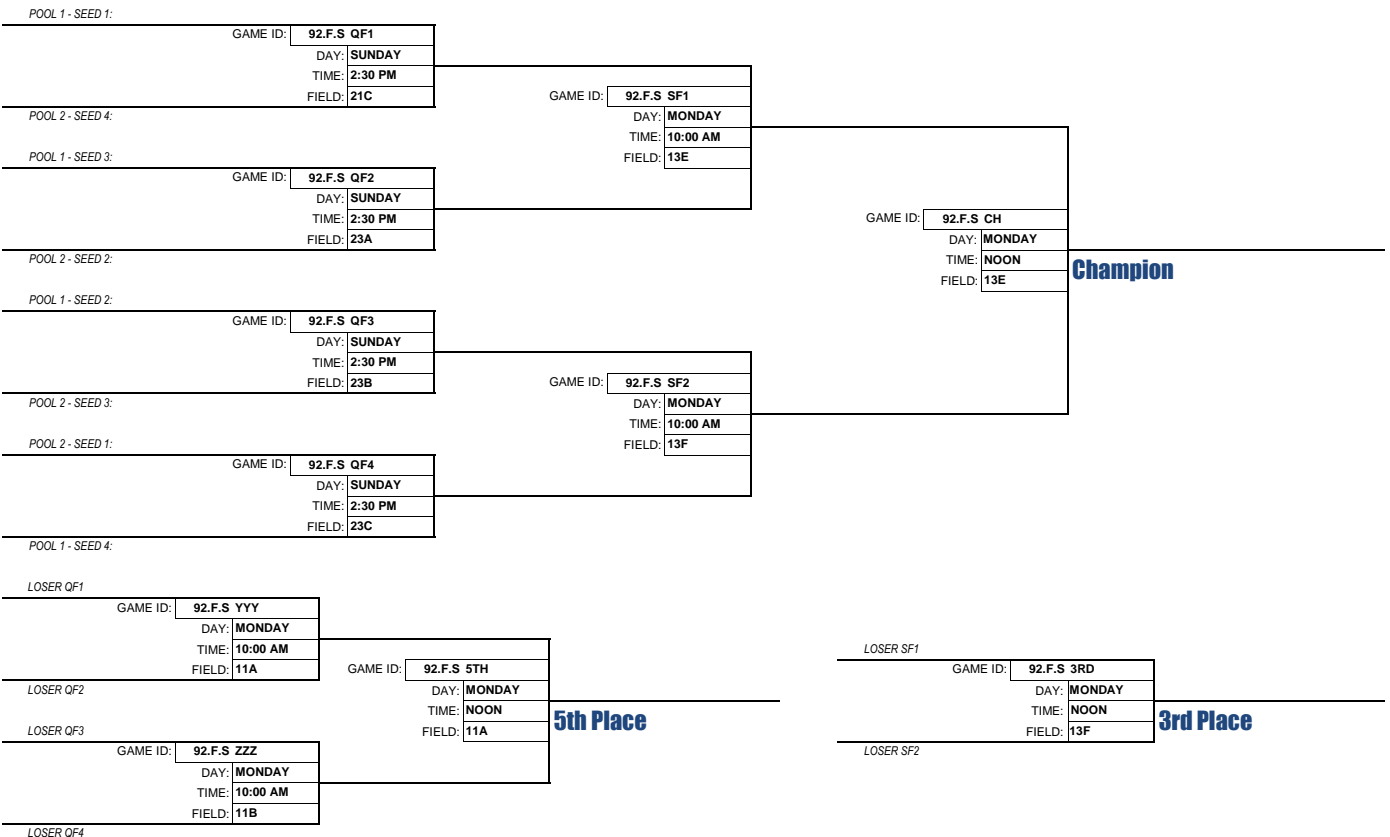 POOL 1 - SEED 1:
GAME ID: 92.F.S QF1
DAY: SUNDAY
TIME: 2:30 PM
FIELD: 21C
POOL 2 - SEED 4:
POOL 1 - SEED 3:
GAME ID: 92.F.S QF2
DAY: SUNDAY
TIME: 2:30 PM
FIELD: 23A
POOL 2 - SEED 2:
POOL 1 - SEED 2:
GAME ID: 92.F.S QF3
DAY: SUNDAY
TIME: 2:30 PM
FIELD: 23B
POOL 2 - SEED 3:
POOL 2 - SEED 1:
GAME ID: 92.F.S QF4
DAY: SUNDAY
TIME: 2:30 PM
FIELD: 23C
POOL 1 - SEED 4:
GAME ID: 92.F.S SF1
DAY: MONDAY
TIME: 10:00 AM
FIELD: 13E
GAME ID: 92.F.S SF2
DAY: MONDAY
TIME: 10:00 AM
FIELD: 13F
GAME ID: 92.F.S CH
DAY: MONDAY
TIME: NOON
FIELD: 13E
Champion
LOSER QF1
GAME ID: 92.F.S YYY
DAY: MONDAY
TIME: 10:00 AM
FIELD: 11A
LOSER QF2
LOSER QF3
GAME ID: 92.F.S ZZZ
DAY: MONDAY
TIME: 10:00 AM
FIELD: 11B
LOSER QF4
GAME ID: 92.F.S 5TH
DAY: MONDAY
TIME: NOON
FIELD: 11A
5th Place
LOSER SF1
GAME ID: 92.F.S 3RD
DAY: MONDAY
TIME: NOON
FIELD: 13F
LOSER SF2
3rd Place